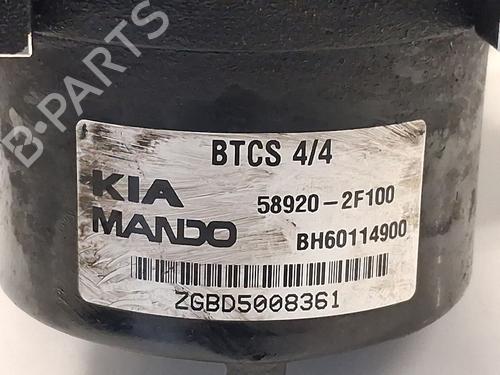 B-PARTS
BTCS 4/4
KIA 58920-2F100
MANDO BH60114900
ZGBD5008361